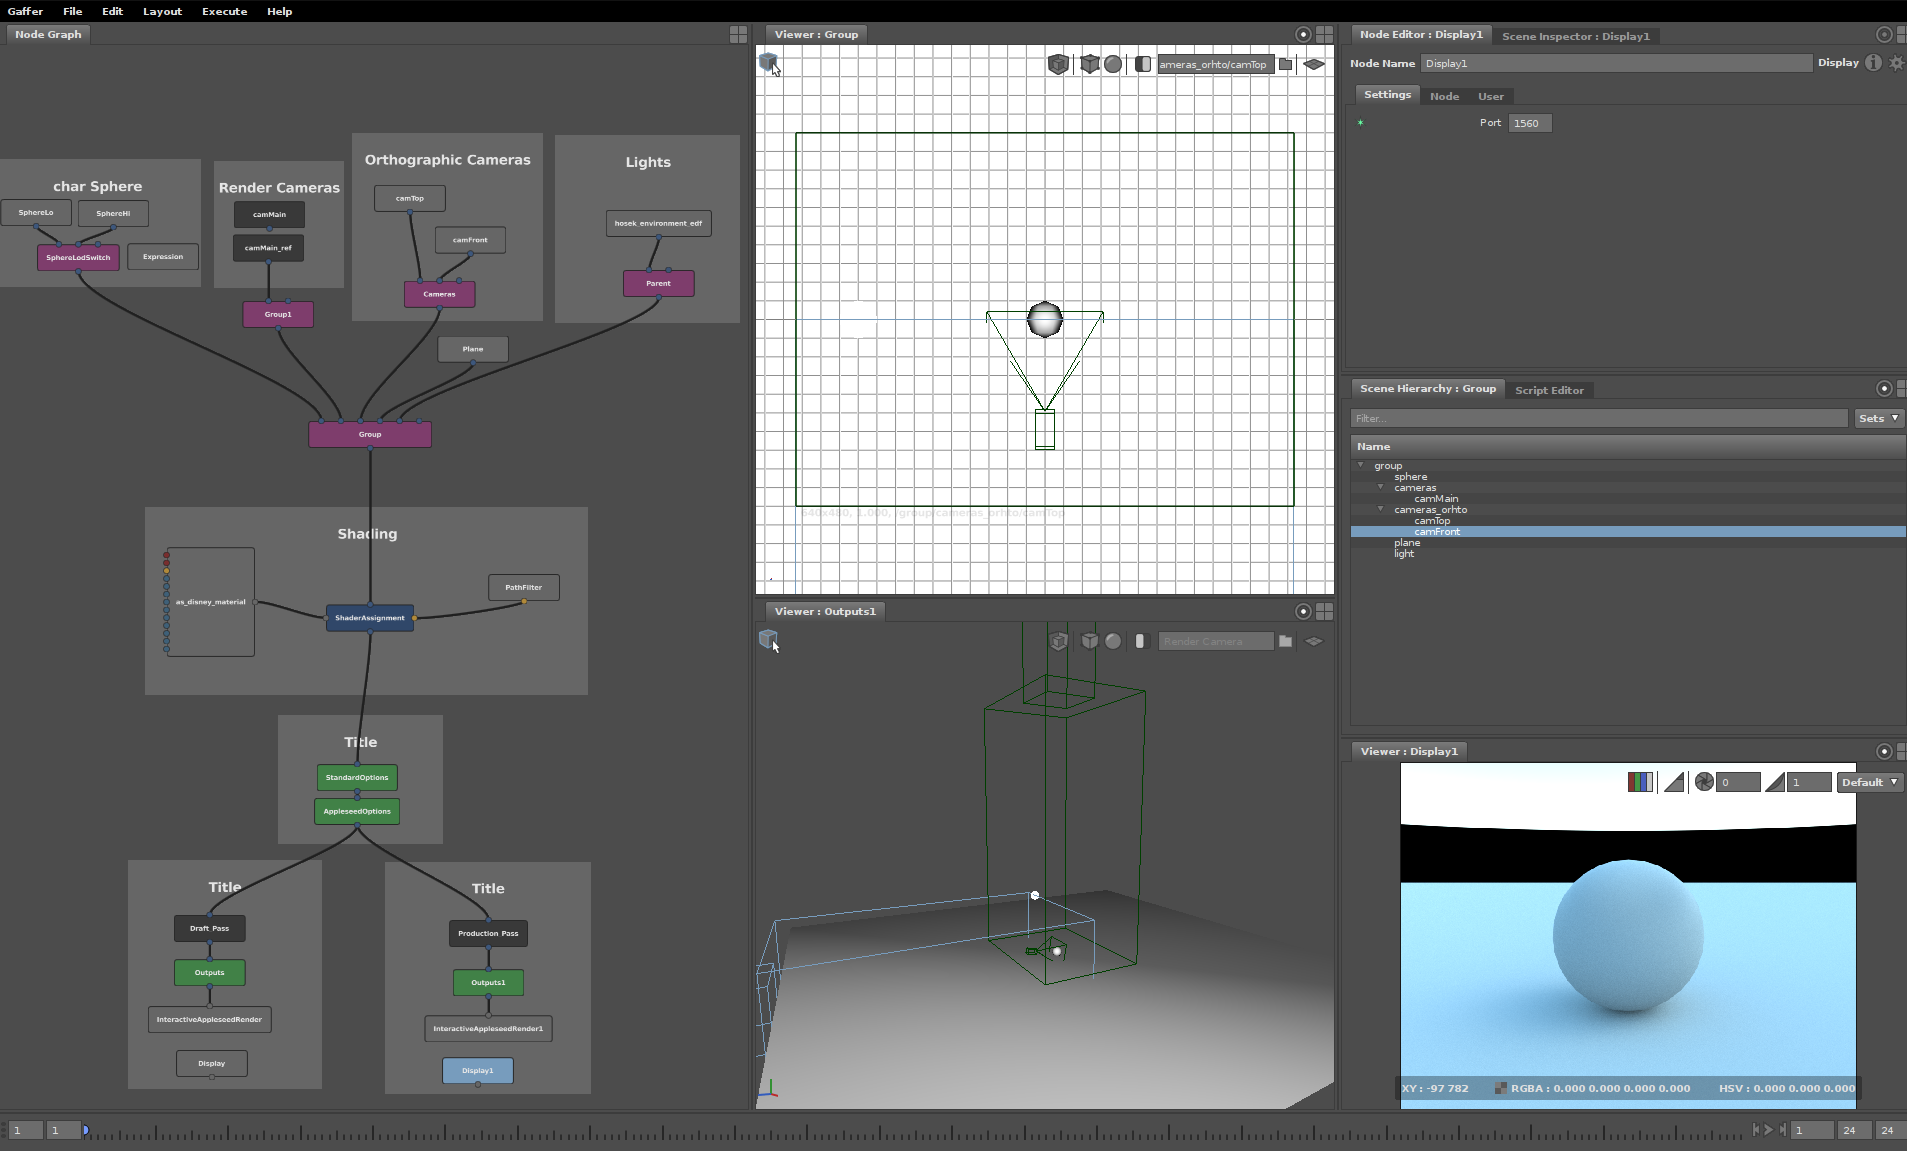 Gaffer File Edit Layout Execute Help
Node Graph
char Sphere
SphereLo SphereHi
SphereLodSwitch Expression
Render Cameras
camMain
camMain_ref
Group1
Orthographic Cameras
camTop
camFront
Cameras
Lights
hosek_environment_edf
Parent
Plane
Group
Shading
as_disney_material
ShaderAssignment
PathFilter
Title
StandardOptions
AppleseedOptions
Title
Draft_Pass
Outputs
InteractiveAppleseedRender
Display
Title
Production_Pass
Outputs1
InteractiveAppleseedRender1
Display1
Viewer : Group
ameras_orhto/camTop
640x480, 1.000, /group/cameras_orhto/camTop
Viewer : Outputs1
Render Camera
Node Editor : Display1 Scene Inspector : Display1
Node Name Display1 Display
Settings Node User
Port 1560
Scene Hierarchy : Group Script Editor
Filter... Sets
Name
group
sphere
cameras
camMain
cameras_orhto
camTop
camFront
plane
light
Viewer : Display1
0 1 Default
XY : -97 782 RGBA : 0.000 0.000 0.000 0.000 HSV : 0.000 0.000 0.000
1 1 1 24 24